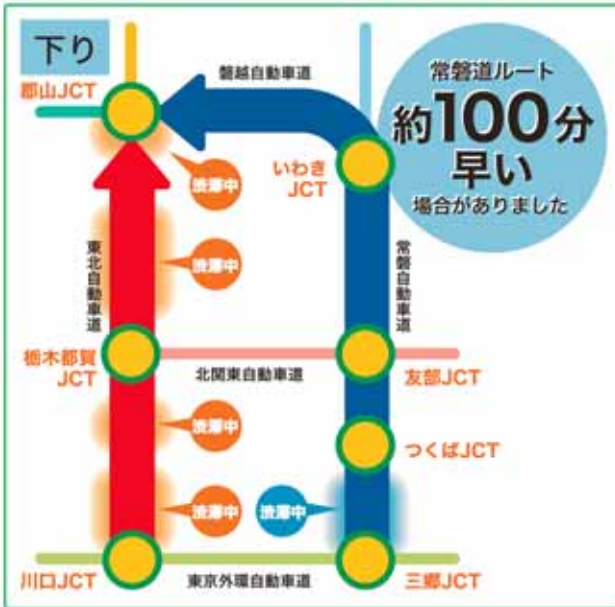 下り
常磐道ルート
約100分
早い
場合がありました
磐越自動車道
郡山JCT
渋滞中
いわき
JCT
渋滞中
東北自動車道
常磐自動車道
栃木都賀
JCT
北関東自動車道
友部JCT
渋滞中
つくばJCT
渋滞中
渋滞中
川口JCT
東京外環自動車道
三郷JCT